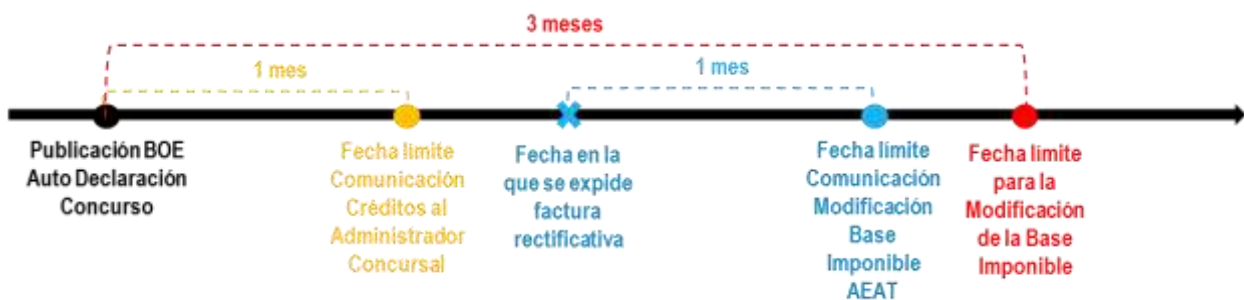 3 meses
1 mes
1 mes
Publicación BOE
Auto Declaración
Concurso
Fecha límite
Comunicación
Créditos al
Administrador
Concursal
Fecha en la
que se expide
factura
rectificativa
Fecha límite
Comunicación
Modificación
Base
Imponible
AEAT
Fecha límite
para la
Modificación
de la Base
Imponible